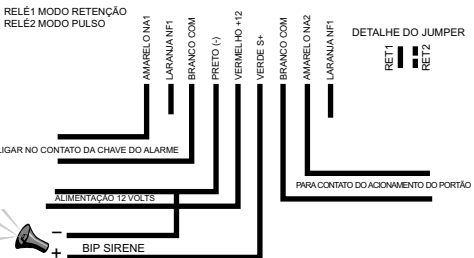 RELÉ1 MODO RETENÇÃO
RELÉ2 MODO PULSO
AMARELO NA1
LARANJA NF1
BRANCO COM
PRETO (-)
VERMELHO +12
VERDE S+
BRANCO COM
AMARELO NA2
LARANJA NF1
DETALHE DO JUMPER
RET1
RET2
LIGAR NO CONTATO DA CHAVE DO ALARME
ALIMENTAÇÃO 12 VOLTS
PARA CONTATO DO ACIONAMENTO DO PORTÃO
−
+
BIP SIRENE